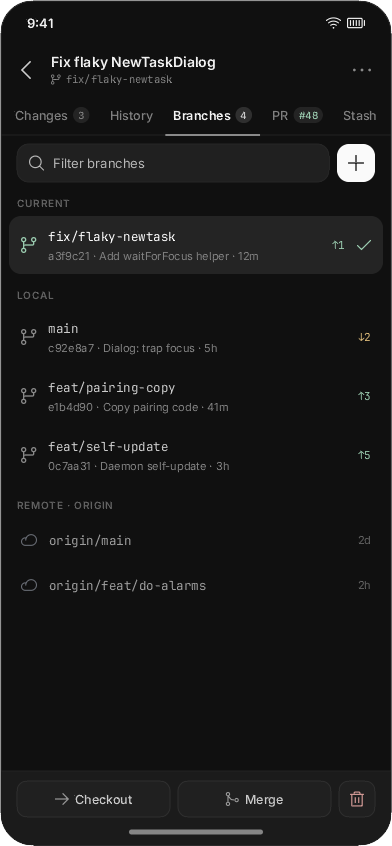 9:41
Fix flaky NewTaskDialog
fix/flaky-newtask
Changes 3 History Branches 4 PR #48 Stash
Filter branches
CURRENT
fix/flaky-newtask ↑1
a3f9c21 · Add waitForFocus helper · 12m
LOCAL
main ↓2
c92e8a7 · Dialog: trap focus · 5h
feat/pairing-copy ↑3
e1b4d90 · Copy pairing code · 41m
feat/self-update ↑5
0c7aa31 · Daemon self-update · 3h
REMOTE · ORIGIN
origin/main 2d
origin/feat/do-alarms 2h
Checkout Merge